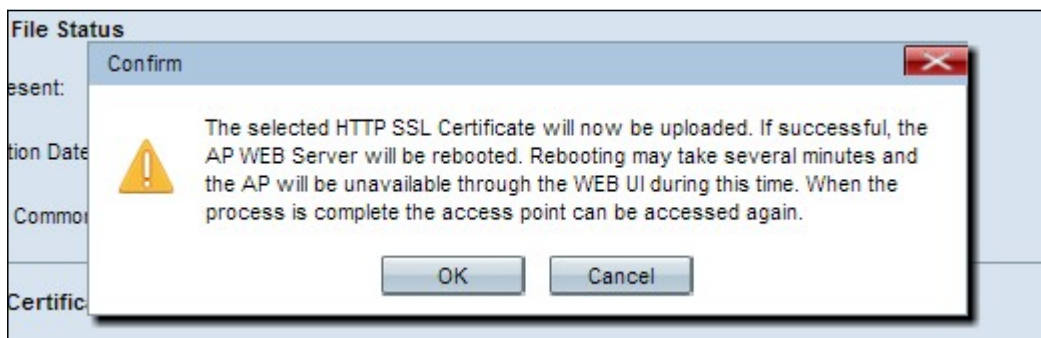 File Status
Confirm
esent:
The selected HTTP SSL Certificate will now be uploaded. If successful, the
tion Date
AP WEB Server will be rebooted. Rebooting may take several minutes and
the AP will be unavailable through the WEB UI during this time. When the
Common
process is complete the access point can be accessed again.
OK
Cancel
Certific